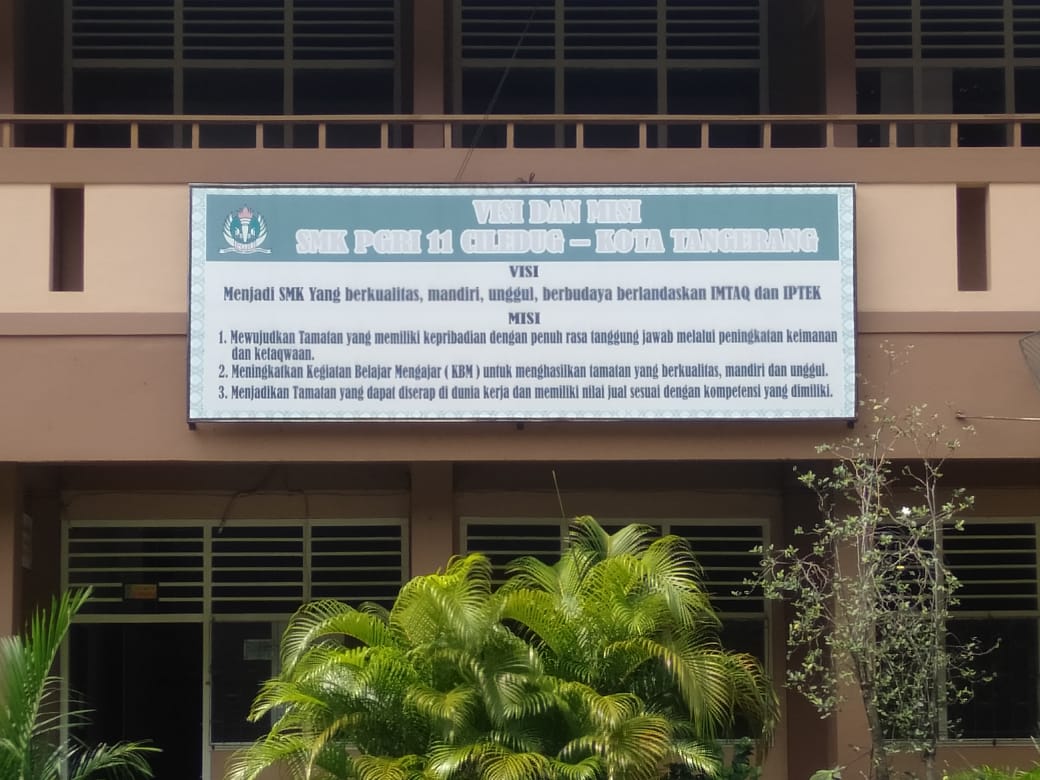 VISI DAN MISI
SMK PGRI 11 CILEDUG – KOTA TANGERANG
VISI
Menjadi SMK Yang berkualitas, mandiri, unggul, berbudaya berlandaskan IMTAQ dan IPTEK
MISI
1. Mewujudkan Tamatan yang memiliki kepribadian dengan penuh rasa tanggung jawab melalui peningkatan keimanan
dan ketaqwaan.
2. Meningkatkan Kegiatan Belajar Mengajar ( KBM ) untuk menghasilkan tamatan yang berkualitas, mandiri dan unggul.
3. Menjadikan Tamatan yang dapat diserap di dunia kerja dan memiliki nilai jual sesuai dengan kompetensi yang dimiliki.